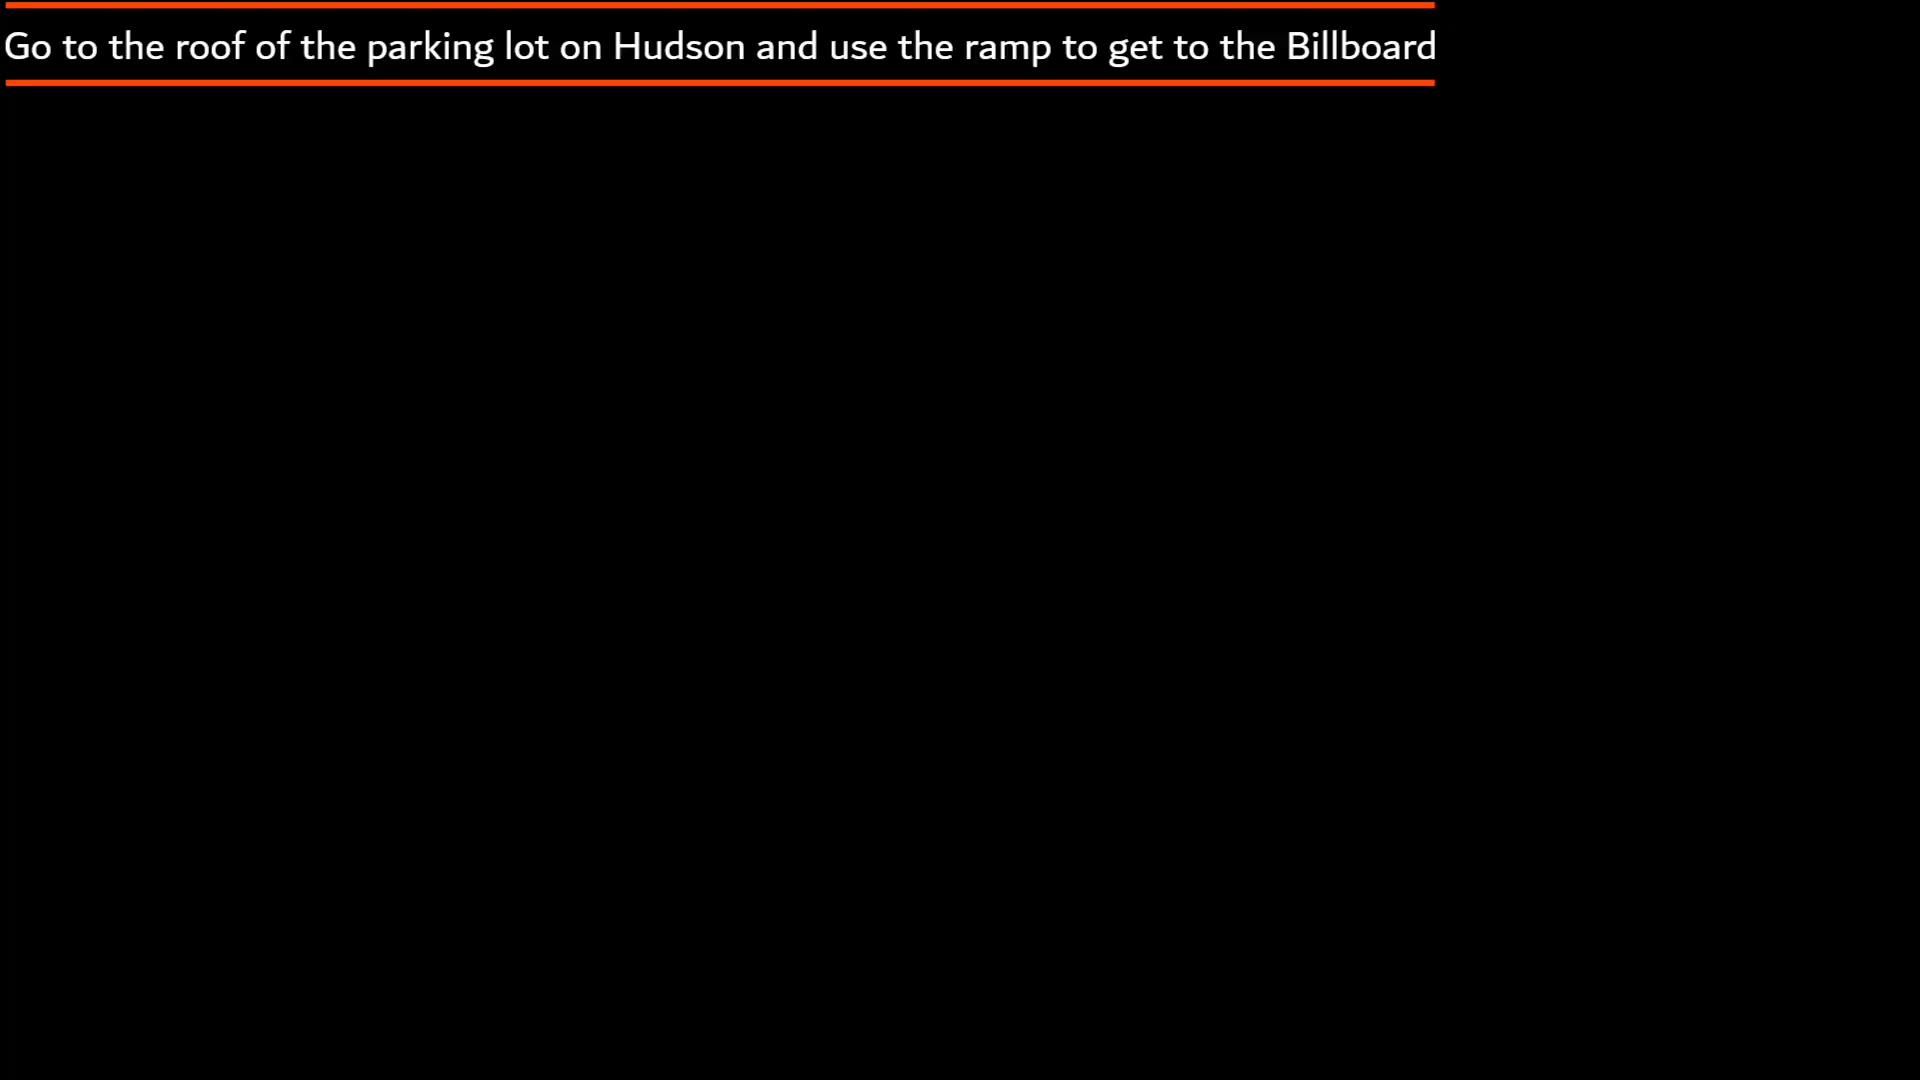 Go to the roof of the parking lot on Hudson and use the ramp to get to the Billboard